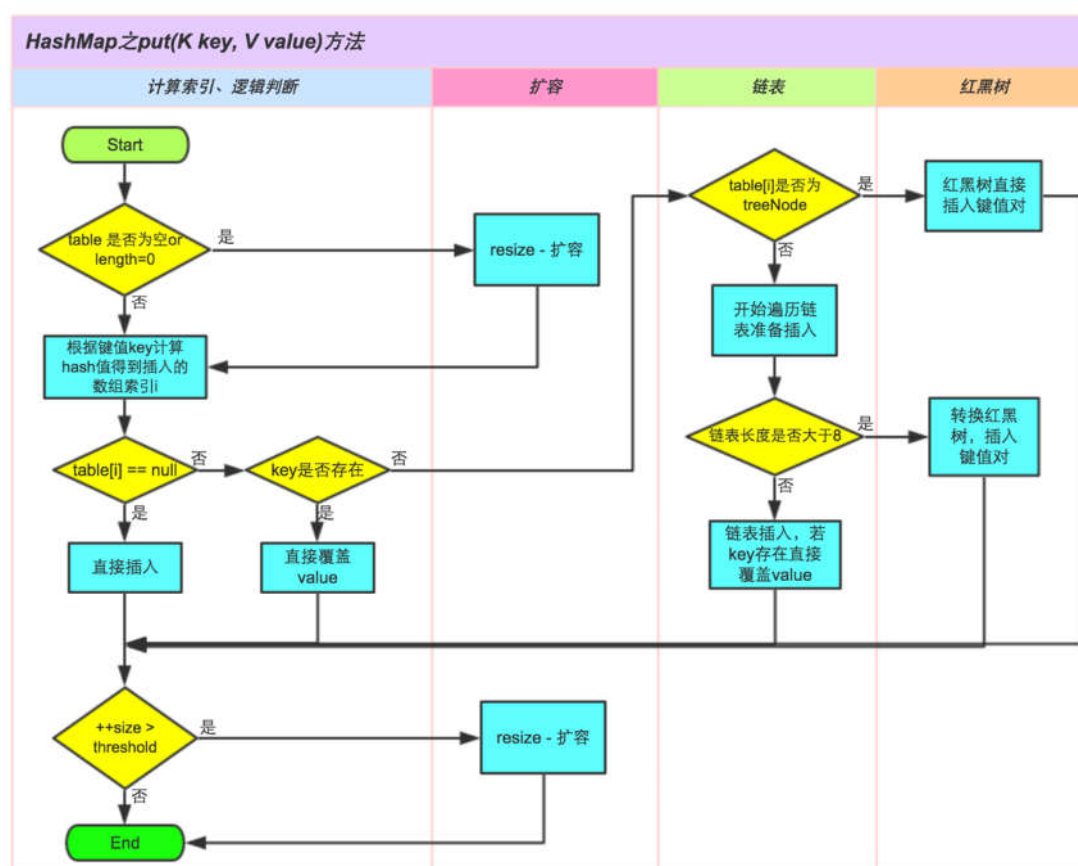 HashMap之put(K key, V value)方法
计算索引、逻辑判断
扩容
链表
红黑树
Start
table 是否为空or
length=0
是
resize - 扩容
否
根据键值key计算
hash值得到插入的
数组索引i
table[i] == null
否
key是否存在
否
是
直接插入
是
直接覆盖
value
table[i]是否为
treeNode
是
红黑树直接
插入键值对
否
开始遍历链
表准备插入
链表长度是否大于8
是
转换红黑
树，插入
键值对
否
链表插入，若
key存在直接
覆盖value
++size >
threshold
是
resize - 扩容
否
End